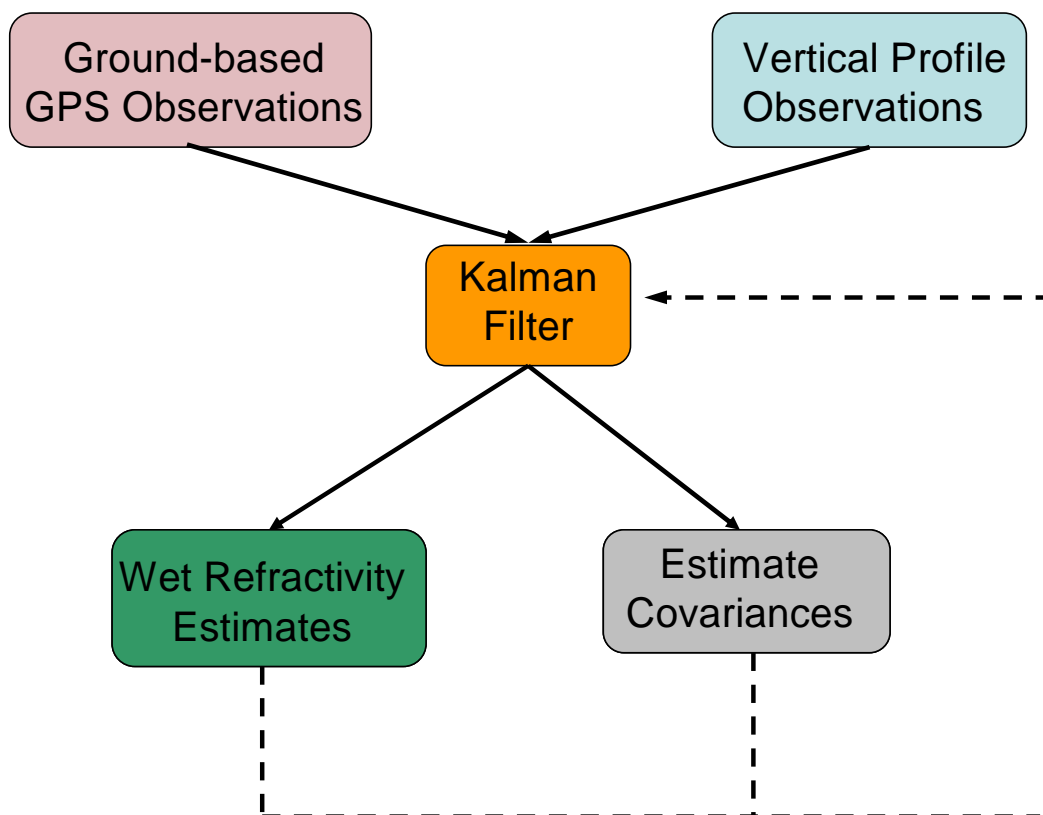 Ground-based
GPS Observations
Vertical Profile
Observations
Kalman
Filter
Wet Refractivity
Estimates
Estimate
Covariances